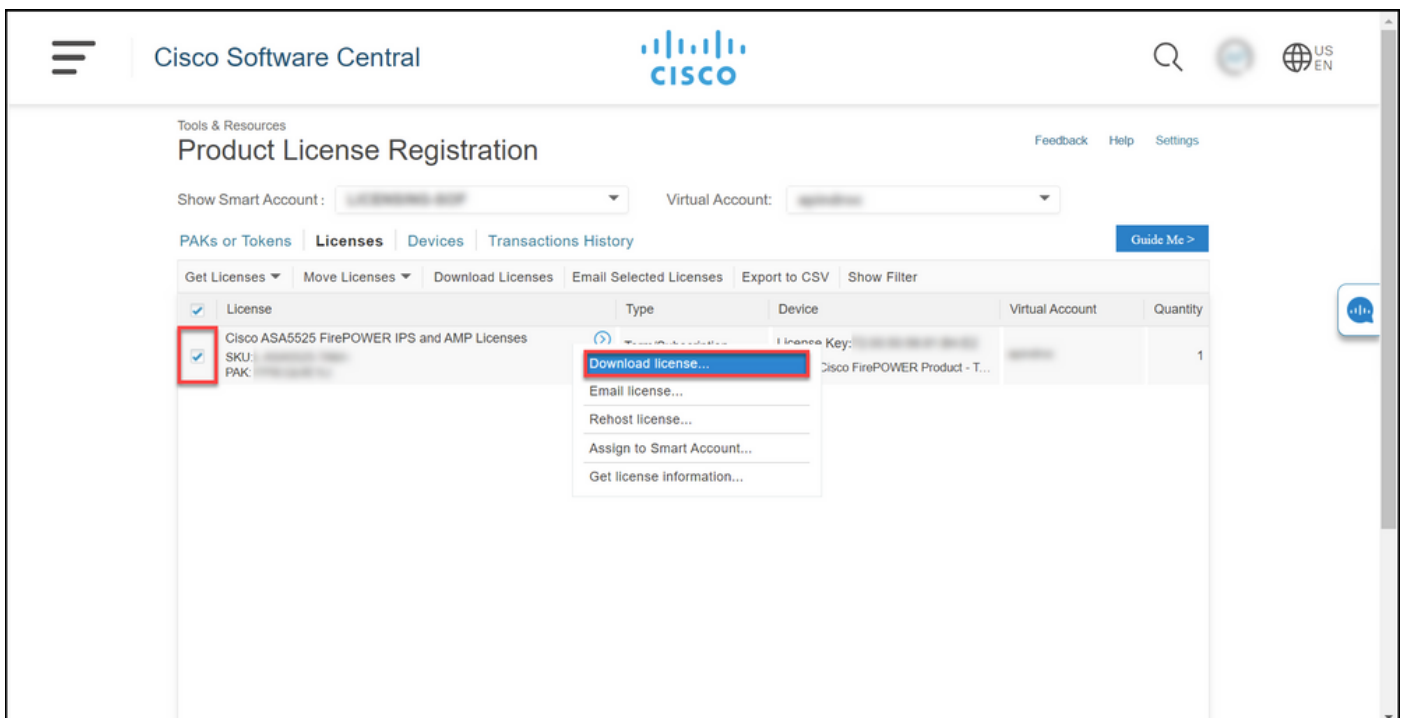 Cisco Software Central
CISCO
US
EN
Tools & Resources
Product License Registration
Feedback Help Settings
Show Smart Account :
Virtual Account:
PAKs or Tokens Licenses Devices Transactions History
Guide Me >
Get Licenses Move Licenses Download Licenses Email Selected Licenses Export to CSV Show Filter
License Type Device Virtual Account Quantity
Cisco ASA5525 FirePOWER IPS and AMP Licenses
License Key:
SKU:
1
PAK:
Cisco FirePOWER Product - T...
Download license...
Email license...
Rehost license...
Assign to Smart Account...
Get license information...